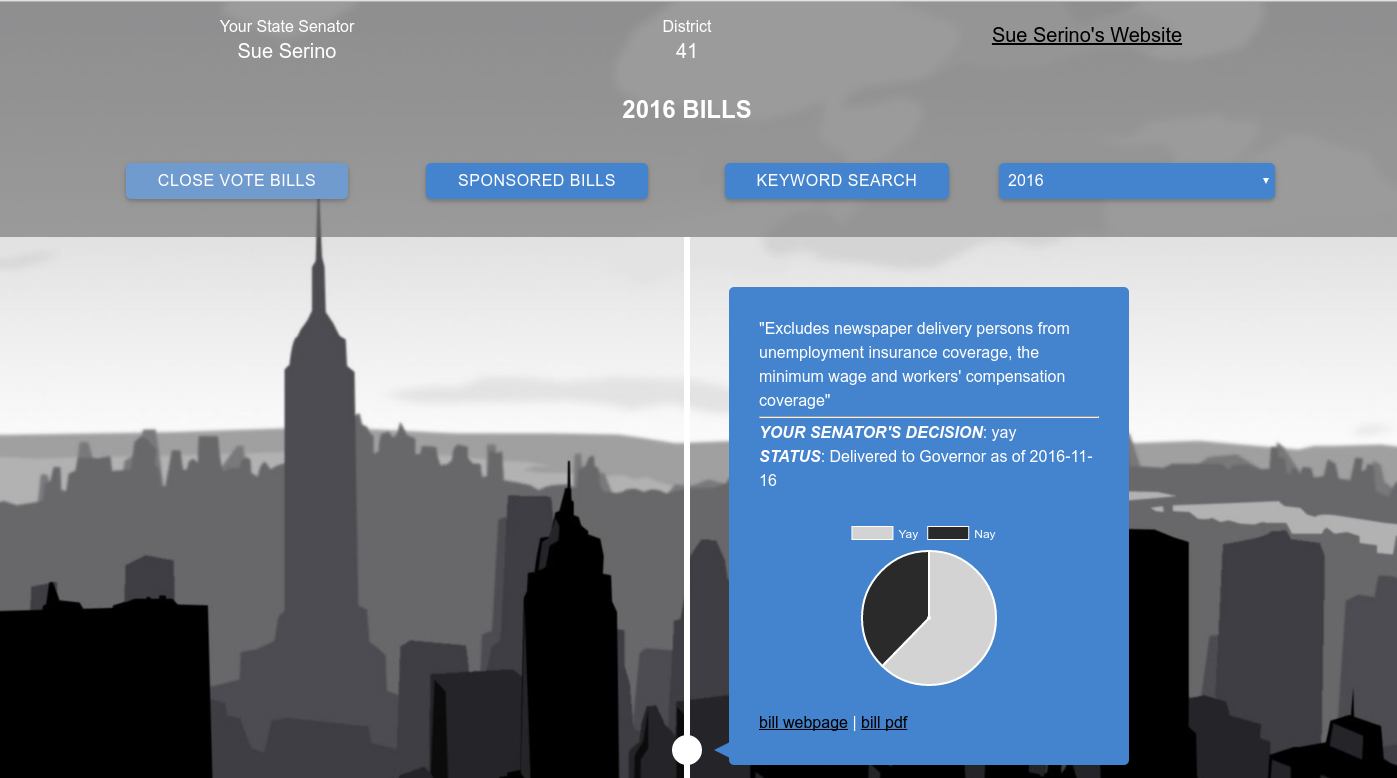 Your State Senator
Sue Serino
District
41
Sue Serino's Website
2016 BILLS
CLOSE VOTE BILLS
SPONSORED BILLS
KEYWORD SEARCH
2016
"Excludes newspaper delivery persons from
unemployment insurance coverage, the
minimum wage and workers' compensation
coverage"
YOUR SENATOR'S DECISION: yay
STATUS: Delivered to Governor as of 2016-11-
16
Yay
Nay
bill webpage | bill pdf